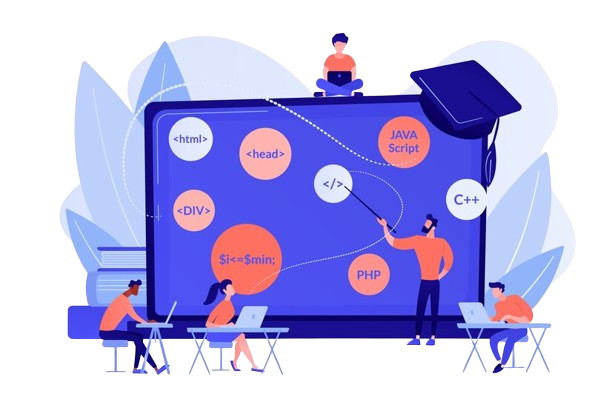 <html>
<head>
JAVA
Script
</>
C++
<DIV>
$i<=$min;
PHP